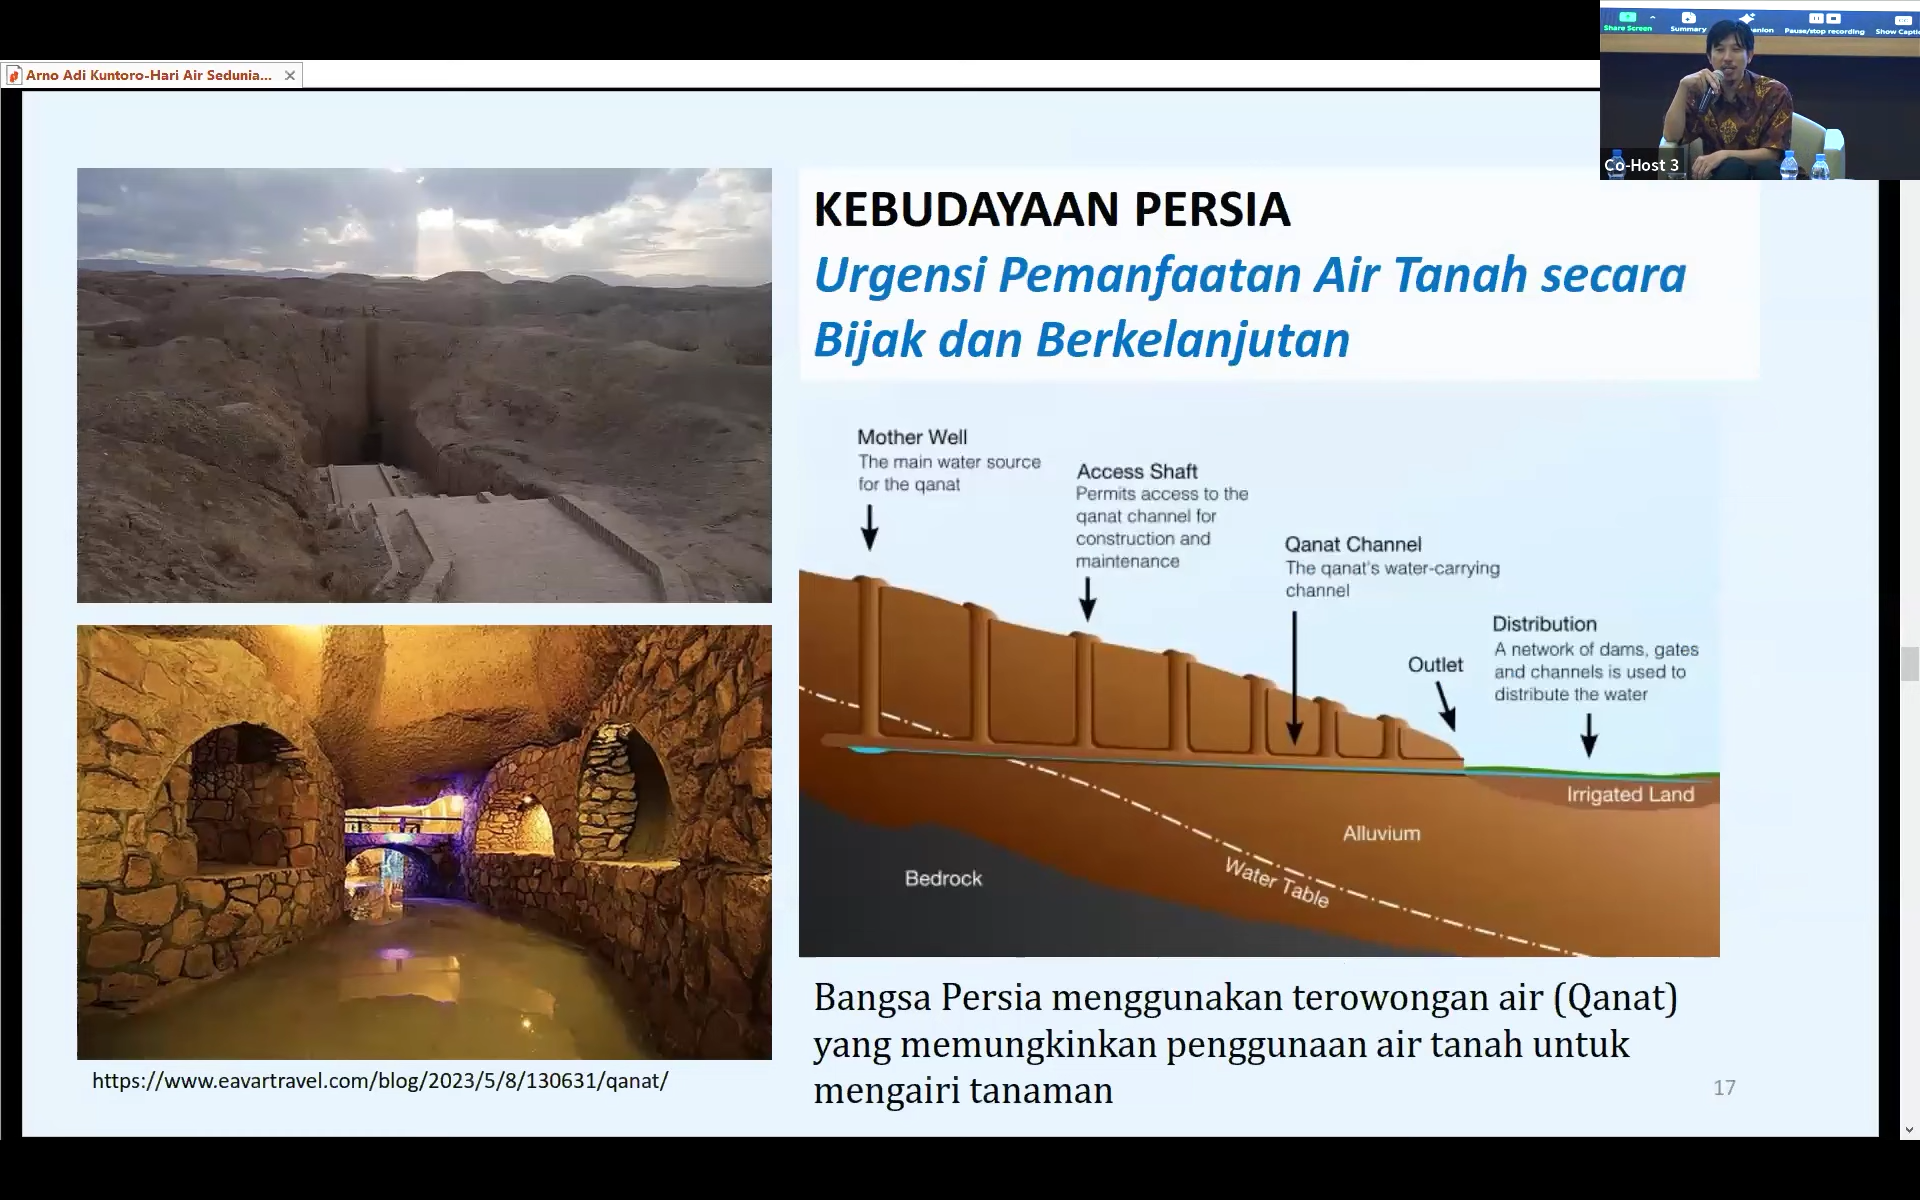 Share Screen
Summary
Pause/stop recording
Co-Host 3
Arno Adi Kuntoro-Hari Air Sedunia...
KEBUDAYAAN PERSIA
Urgensi Pemanfaatan Air Tanah secara
Bijak dan Berkelanjutan
Mother Well
The main water source
for the qanat
Access Shaft
Permits access to the
qanat channel for
construction and
maintenance
Qanat Channel
The qanat's water-carrying
channel
Outlet
Distribution
A network of dams, gates
and channels is used to
distribute the water
Irrigated Land
Alluvium
Water Table
Bedrock
Bangsa Persia menggunakan terowongan air (Qanat)
yang memungkinkan penggunaan air tanah untuk
mengairi tanaman
https://www.eavartravel.com/blog/2023/5/8/130631/qanat/
17